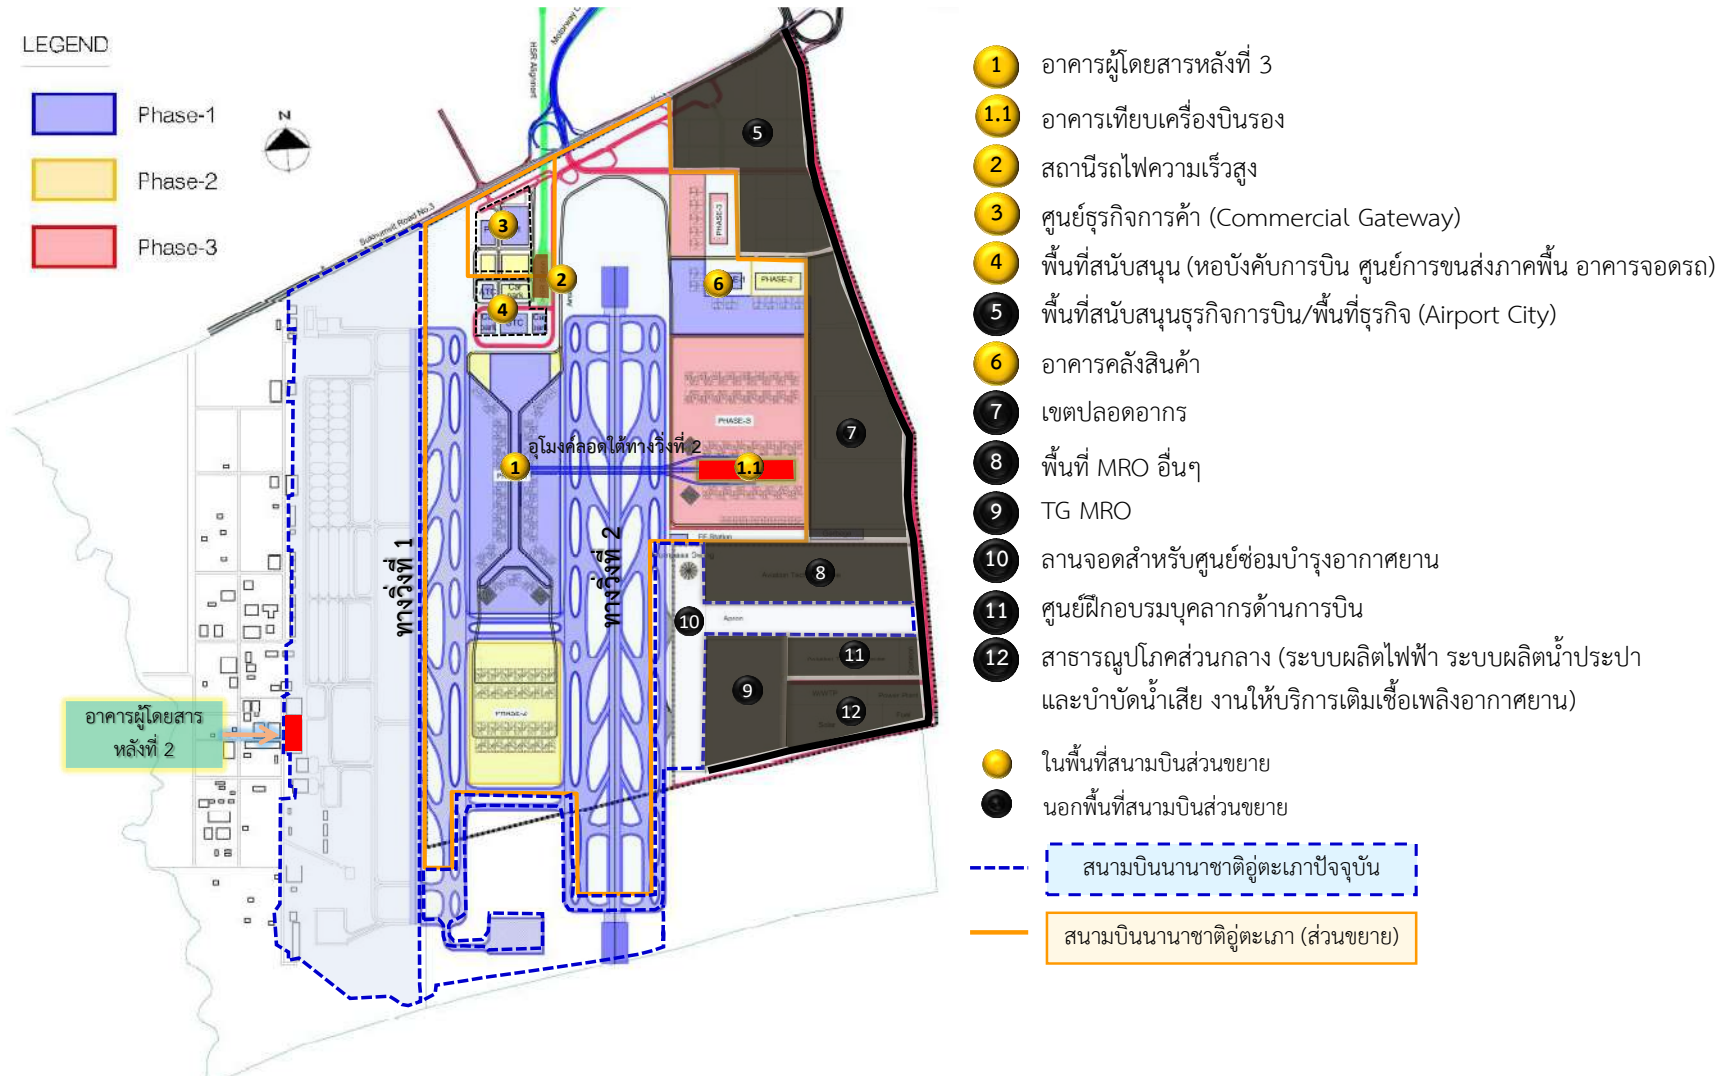 LEGEND
Phase-1
Phase-2
Phase-3
N
HSR Alignment
Sukhumvit Road No.3
1 อาคารผู้โดยสารหลังที่ 3
1.1 อาคารเทียบเครื่องบินรอง
2 สถานีรถไฟความเร็วสูง
3 ศูนย์ธุรกิจการค้า (Commercial Gateway)
4 พื้นที่สนับสนุน (หอบังคับการบิน ศูนย์การขนส่งภาคพื้น อาคารจอดรถ)
5 พื้นที่สนับสนุนธุรกิจการบิน/พื้นที่ธุรกิจ (Airport City)
6 อาคารคลังสินค้า
7 เขตปลอดอากร
8 พื้นที่ MRO อื่นๆ
9 TG MRO
10 ลานจอดสำหรับศูนย์ซ่อมบำรุงอากาศยาน
11 ศูนย์ฝึกอบรมบุคลากรด้านการบิน
12 สาธารณูปโภคส่วนกลาง (ระบบผลิตไฟฟ้า ระบบผลิตน้ำประปา
และบำบัดน้ำเสีย งานให้บริการเติมเชื้อเพลิงอากาศยาน)
ในพื้นที่สนามบินส่วนขยาย
นอกพื้นที่สนามบินส่วนขยาย
สนามบินนานาชาติอู่ตะเภาปัจจุบัน
สนามบินนานาชาติอู่ตะเภา (ส่วนขยาย)
5
3
PHASE-3
2
6
PHASE-2
ATC
4
7
PHASE-3
อุโมงค์ลอดใต้ทางวิ่งที่ 2
1
1.1
ทางวิ่งที่ 1
ทางวิ่งที่ 2
8
10
Apron
11
9
12
PHASE-2
อาคารผู้โดยสาร
หลังที่ 2